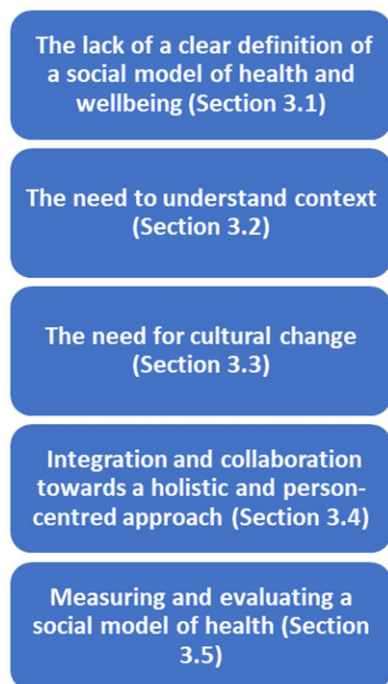 The lack of a clear definition of
a social model of health and
wellbeing (Section 3.1)
The need to understand context
(Section 3.2)
The need for cultural change
(Section 3.3)
Integration and collaboration
towards a holistic and person-
centred approach (Section 3.4)
Measuring and evaluating a
social model of health (Section
3.5)